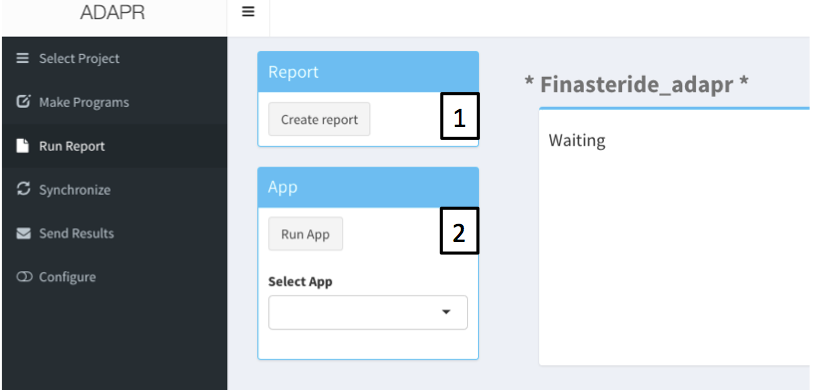 ADAPR
Select Project
Make Programs
Run Report
Synchronize
Send Results
Configure
Report
Create report
1
App
Run App
2
Select App
* Finasteride_adapr *
Waiting